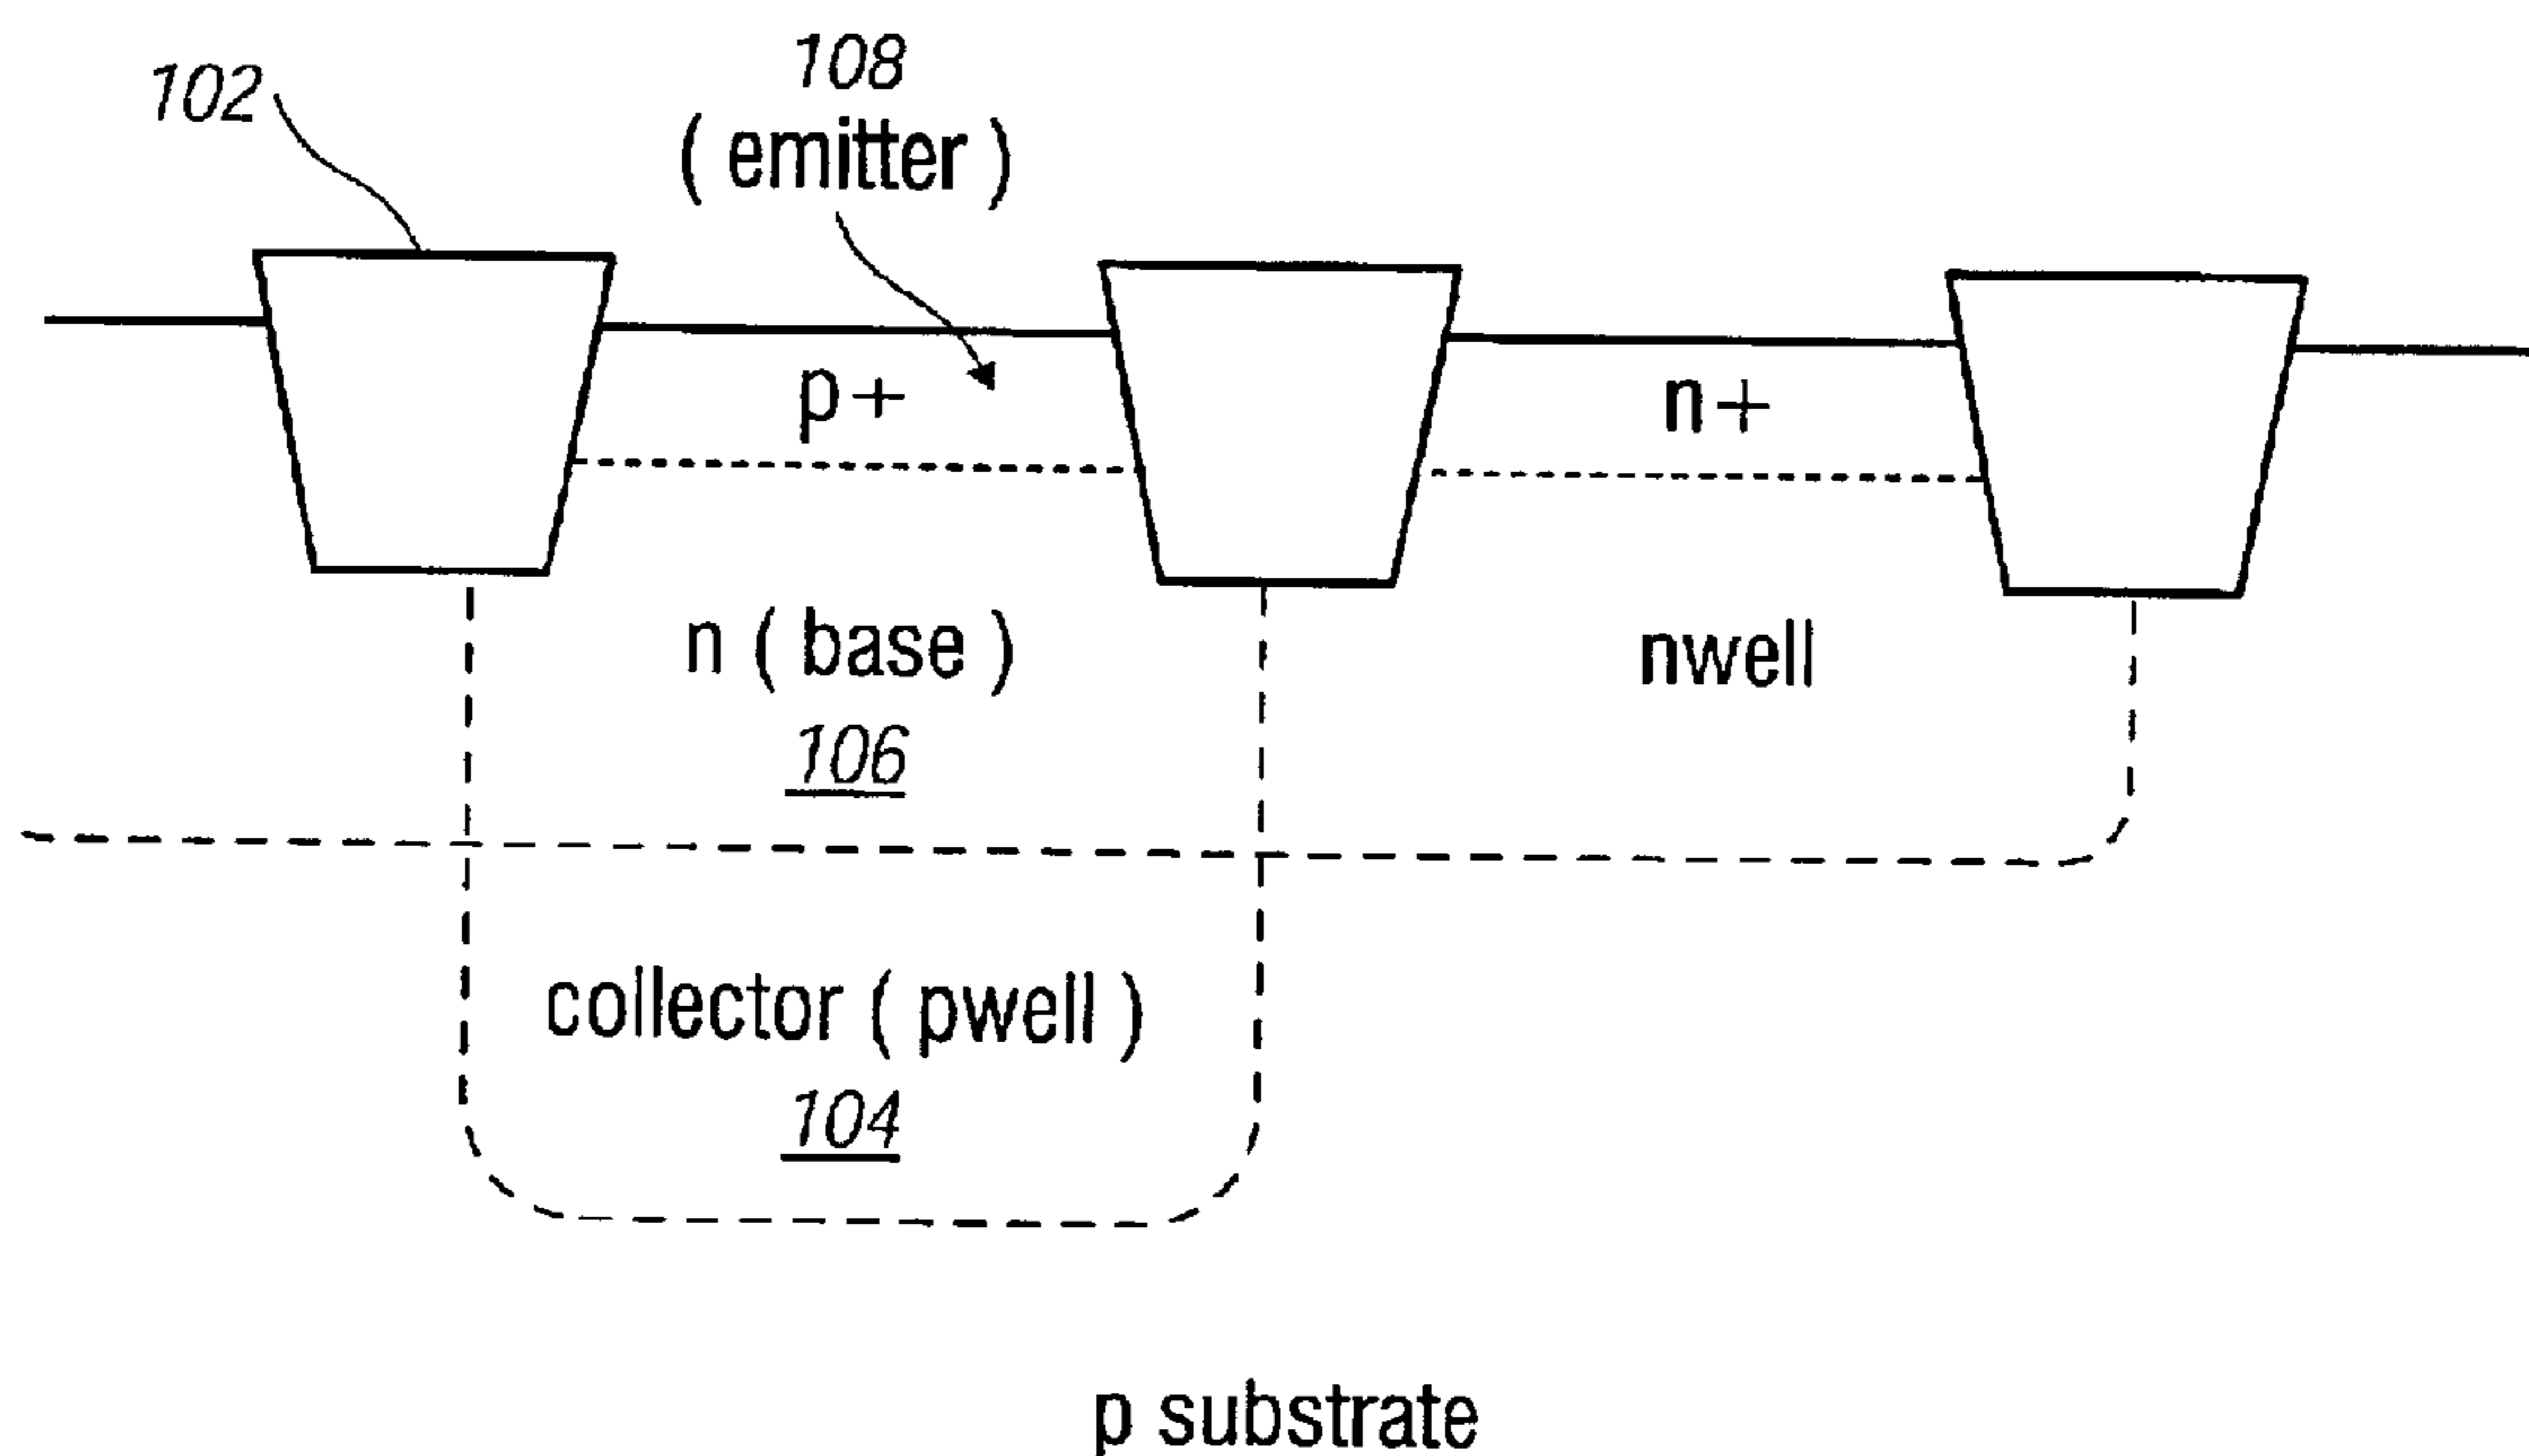 102
108
( emitter )
p+
n+
n ( base )
106
nwell
collector ( pwell )
104
p substrate